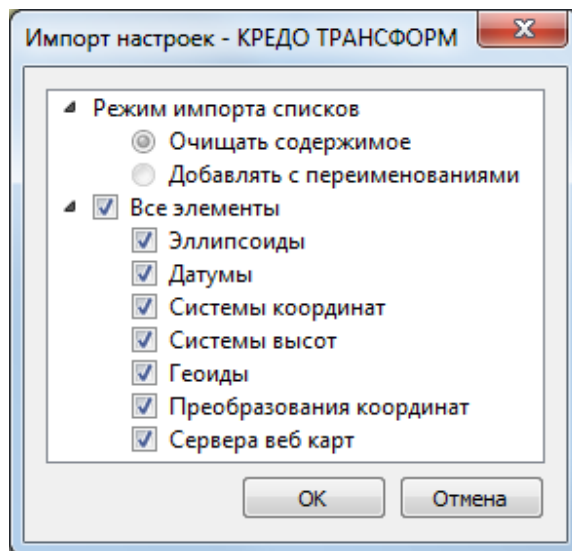 Импорт настроек - КРЕДО ТРАНСФОРМ
Режим импорта списков
Очищать содержимое
Добавлять с переименованиями
Все элементы
Эллипсоиды
Датумы
Системы координат
Системы высот
Геоиды
Преобразования координат
Сервера веб карт
ОК Отмена